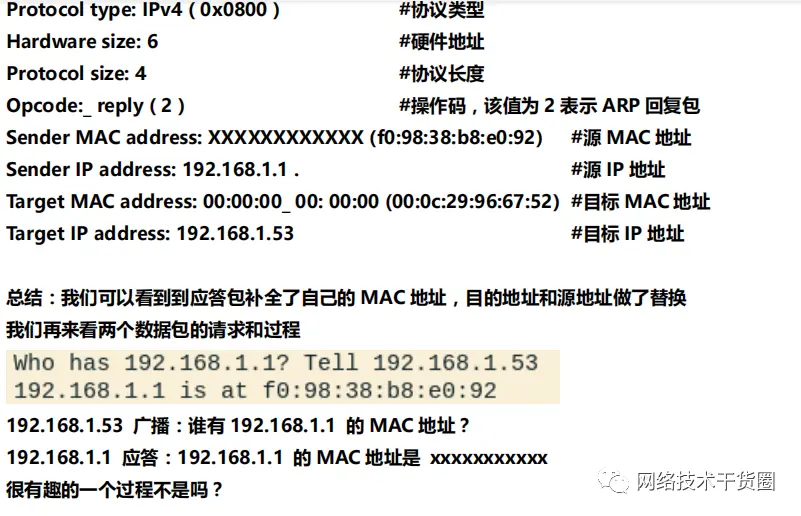 Protocol type: IPv4 ( 0x0800 ) #协议类型
Hardware size: 6 #硬件地址
Protocol size: 4 #协议长度
Opcode:_ reply ( 2 ) #操作码，该值为 2 表示 ARP 回复包
Sender MAC address: XXXXXXXXXXXX (f0:98:38:b8:e0:92) #源 MAC 地址
Sender IP address: 192.168.1.1 . #源 IP 地址
Target MAC address: 00:00:00_ 00: 00:00 (00:0c:29:96:67:52) #目标 MAC 地址
Target IP address: 192.168.1.53 #目标 IP 地址
总结：我们可以看到到应答包补全了自己的 MAC 地址，目的地址和源地址做了替换
我们再来看两个数据包的请求和过程
Who has 192.168.1.1? Tell 192.168.1.53
192.168.1.1 is at f0:98:38:b8:e0:92
192.168.1.53 广播：谁有 192.168.1.1 的 MAC 地址？
192.168.1.1 应答：192.168.1.1 的 MAC 地址是 xxxxxxxxxxx
很有趣的一个过程不是吗？
网络技术干货圈